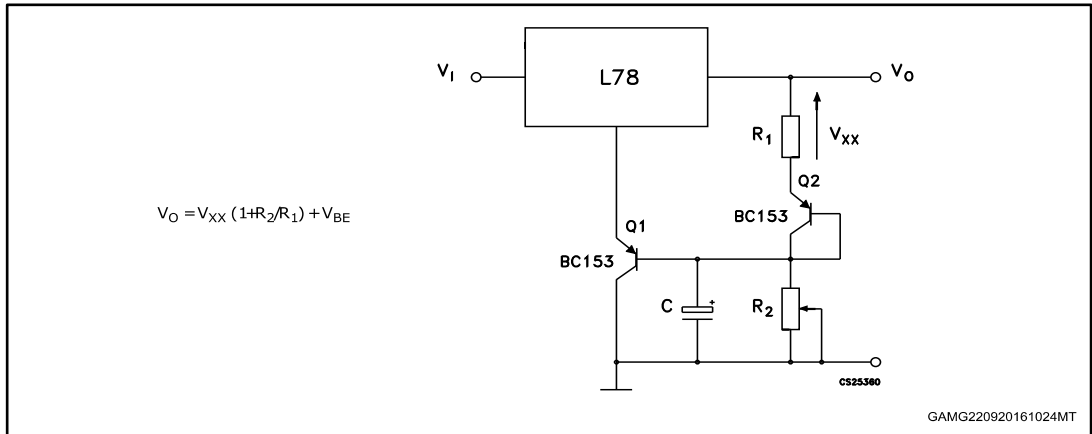 V_I
L78
V_O
R_1
V_XX
Q2
BC153
V_O = V_XX (1+R_2/R_1) + V_BE
Q1
BC153
C
+
R_2
CS25360
GAMG220920161024MT